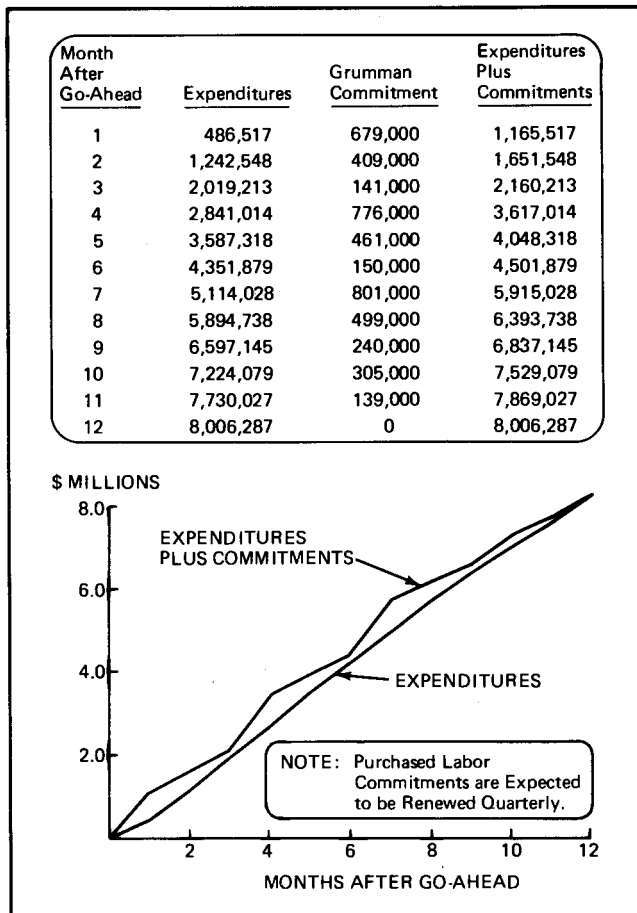 Month
After
Go-Ahead
Expenditures
Grumman
Commitment
Expenditures
Plus
Commitments
1 486,517 679,000 1,165,517
2 1,242,548 409,000 1,651,548
3 2,019,213 141,000 2,160,213
4 2,841,014 776,000 3,617,014
5 3,587,318 461,000 4,048,318
6 4,351,879 150,000 4,501,879
7 5,114,028 801,000 5,915,028
8 5,894,738 499,000 6,393,738
9 6,597,145 240,000 6,837,145
10 7,224,079 305,000 7,529,079
11 7,730,027 139,000 7,869,027
12 8,006,287 0 8,006,287
$ MILLIONS
8.0
6.0
4.0
2.0
EXPENDITURES
PLUS COMMITMENTS
EXPENDITURES
NOTE: Purchased Labor
Commitments are Expected
to be Renewed Quarterly.
2 4 6 8 10 12
MONTHS AFTER GO-AHEAD